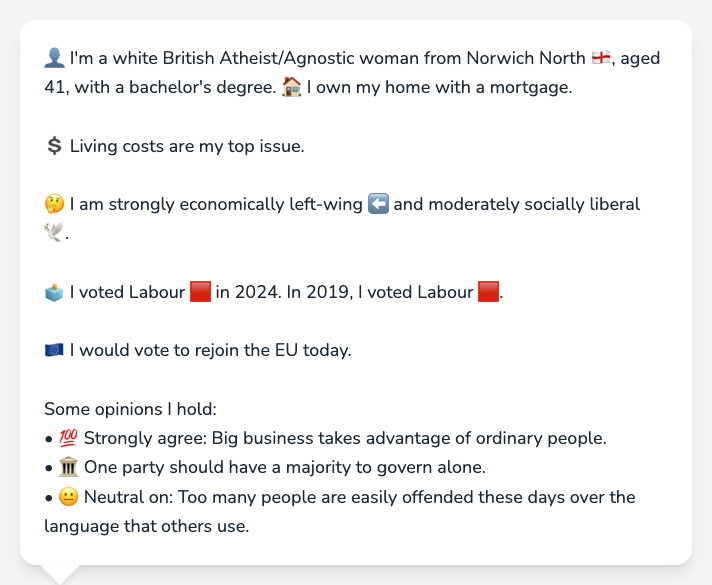 👤 I'm a white British Atheist/Agnostic woman from Norwich North 🏴󠁧󠁢󠁥󠁮󠁧󠁿, aged
41, with a bachelor's degree. 🏠 I own my home with a mortgage.
💲 Living costs are my top issue.
🤔 I am strongly economically left-wing ⬅️ and moderately socially liberal
🕊️.
🗳️ I voted Labour 🟥 in 2024. In 2019, I voted Labour 🟥.
🇪🇺 I would vote to rejoin the EU today.
Some opinions I hold:
• 💯 Strongly agree: Big business takes advantage of ordinary people.
• 🏛️ One party should have a majority to govern alone.
• 😐 Neutral on: Too many people are easily offended these days over the
language that others use.